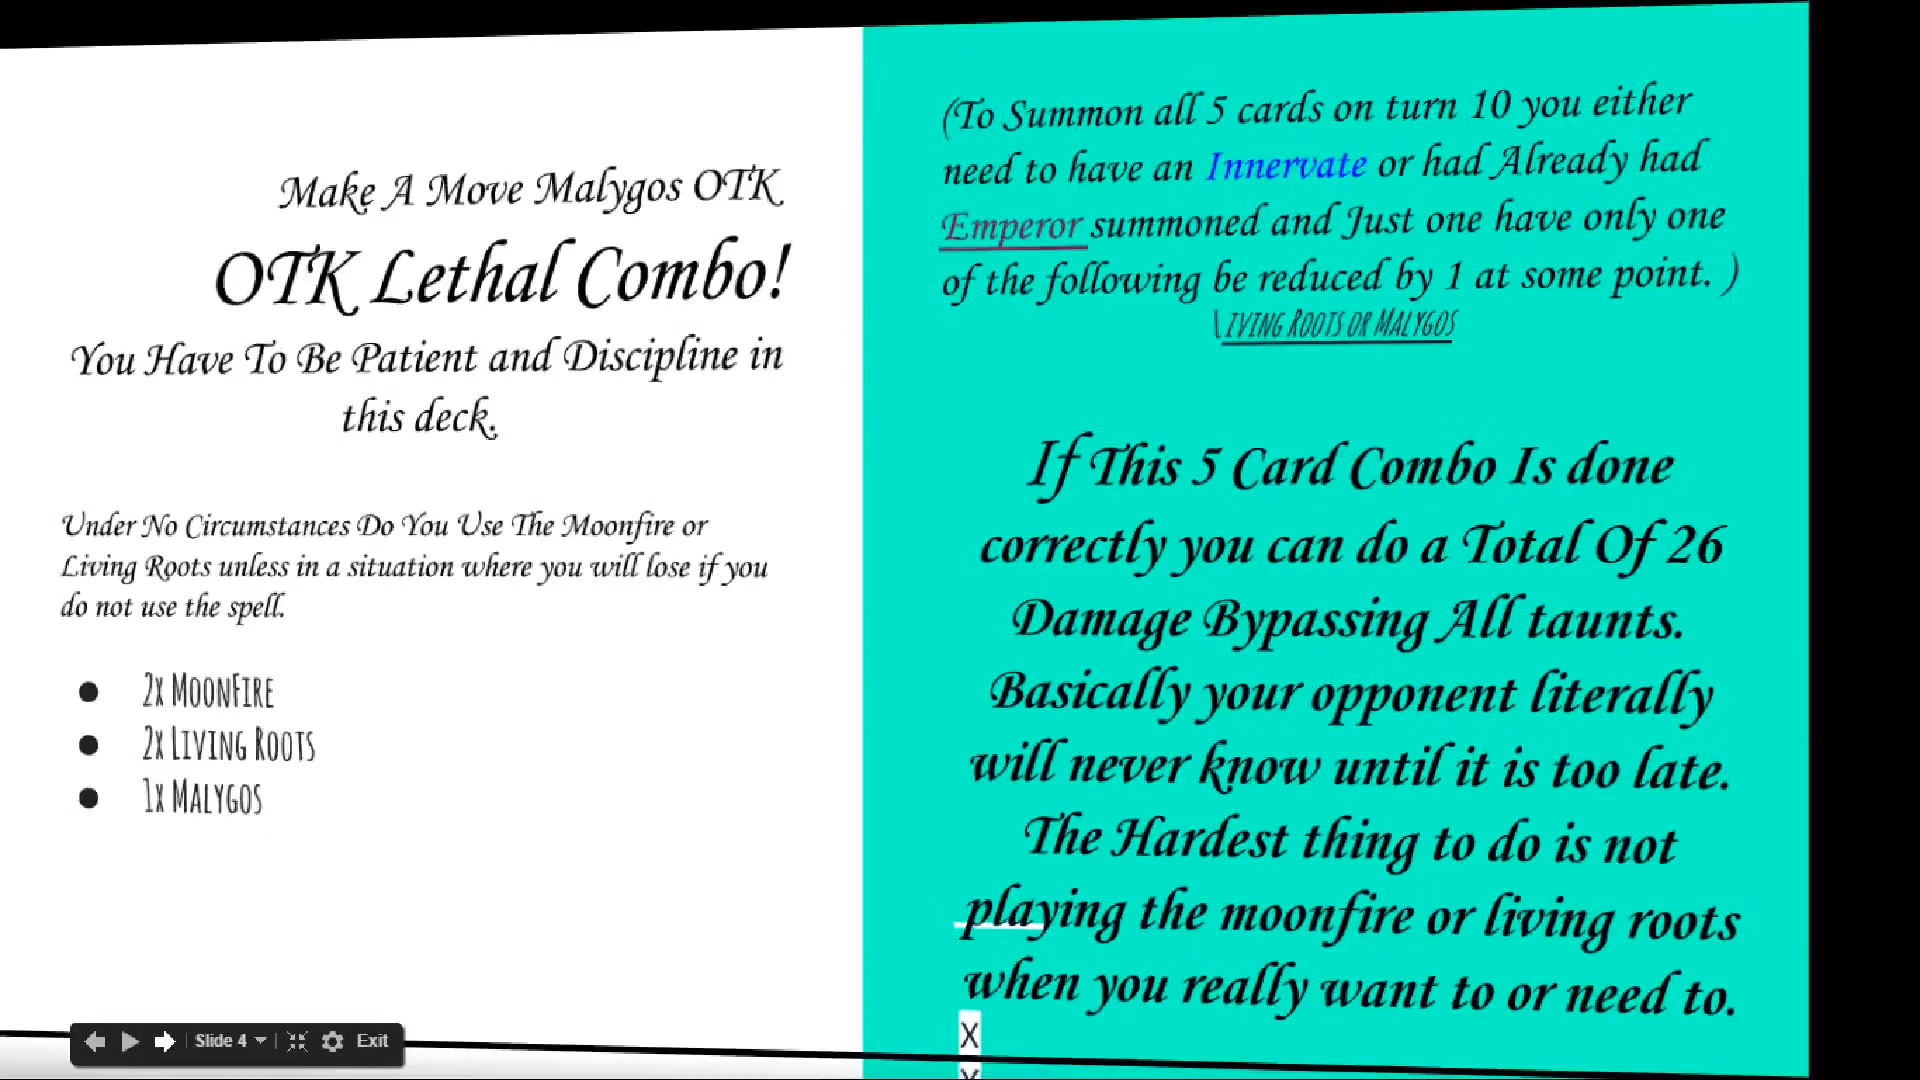 Make A Move Malygos OTK
OTK Lethal Combo!
You Have To Be Patient and Discipline in
this deck.
Under No Circumstances Do You Use The Moonfire or
Living Roots unless in a situation where you will lose if you
do not use the spell.
● 2x MoonFire
● 2x Living Roots
● 1x Malygos
(To Summon all 5 cards on turn 10 you either
need to have an Innervate or had Already had
Emperor summoned and Just one have only one
of the following be reduced by 1 at some point. )
Living Roots or Malygos
If This 5 Card Combo Is done
correctly you can do a Total Of 26
Damage Bypassing All taunts.
Basically your opponent literally
will never know until it is too late.
The Hardest thing to do is not
playing the moonfire or living roots
when you really want to or need to.
X
Slide 4 Exit